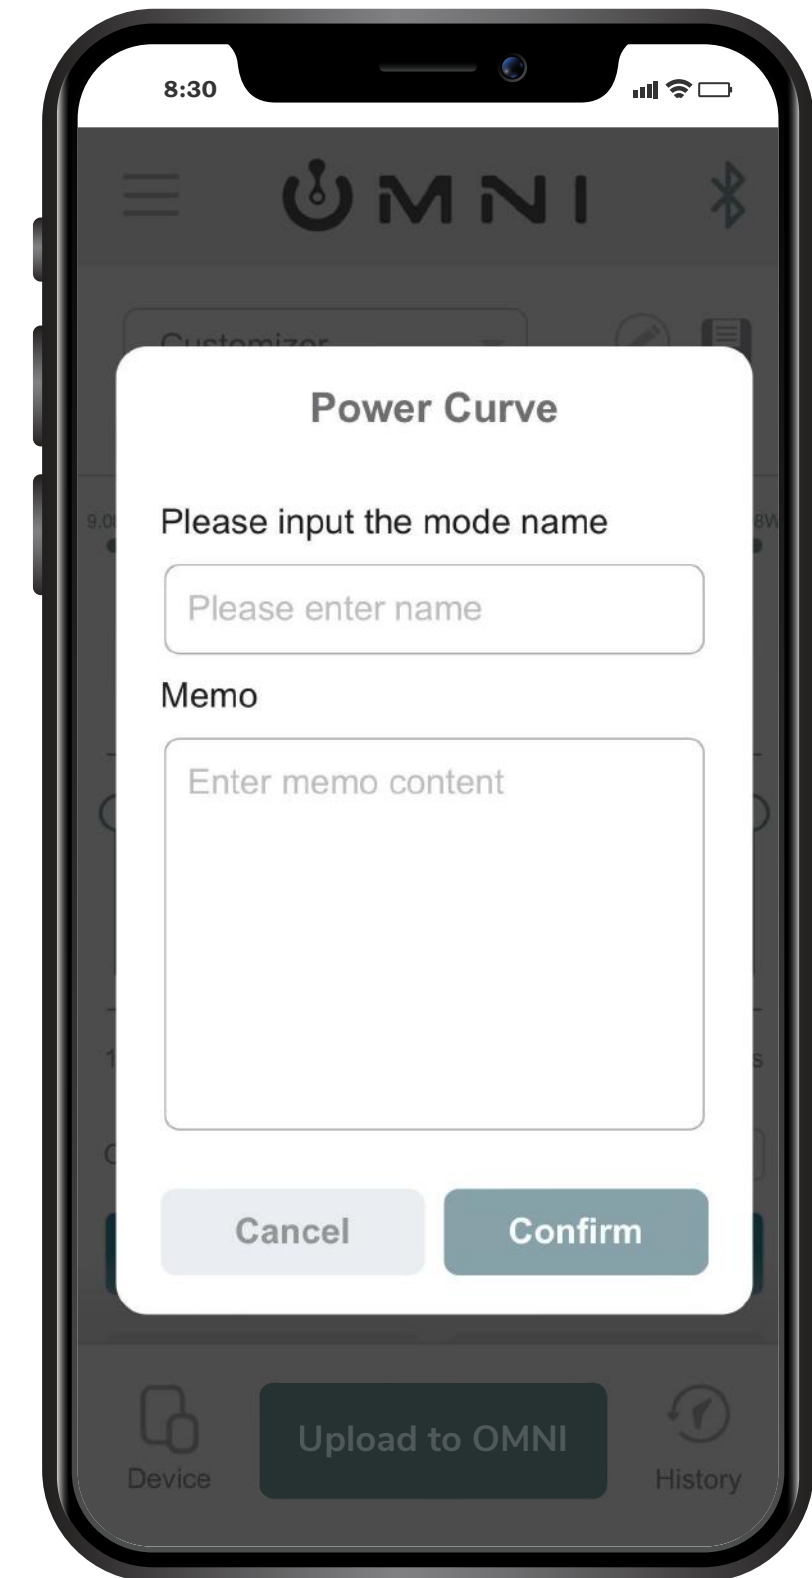 8:30
OMNI
Customizer
Power Curve
Please input the mode name
Please enter name
Memo
Enter memo content
Cancel
Confirm
Upload to OMNI
Device
History